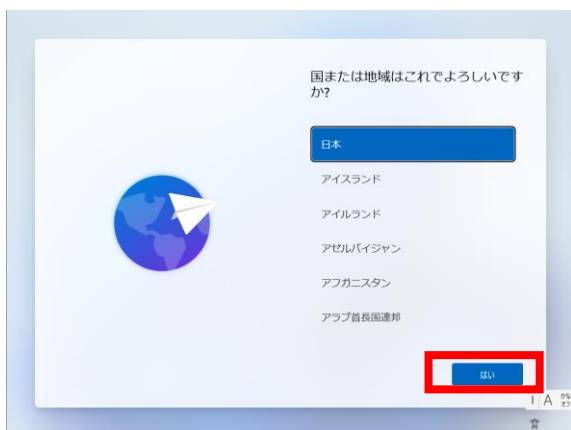 国または地域はこれでよろしいです
か?
日本
アイスランド
アイルランド
アゼルバイジャン
アフガニスタン
アラブ首長国連邦
はい
A